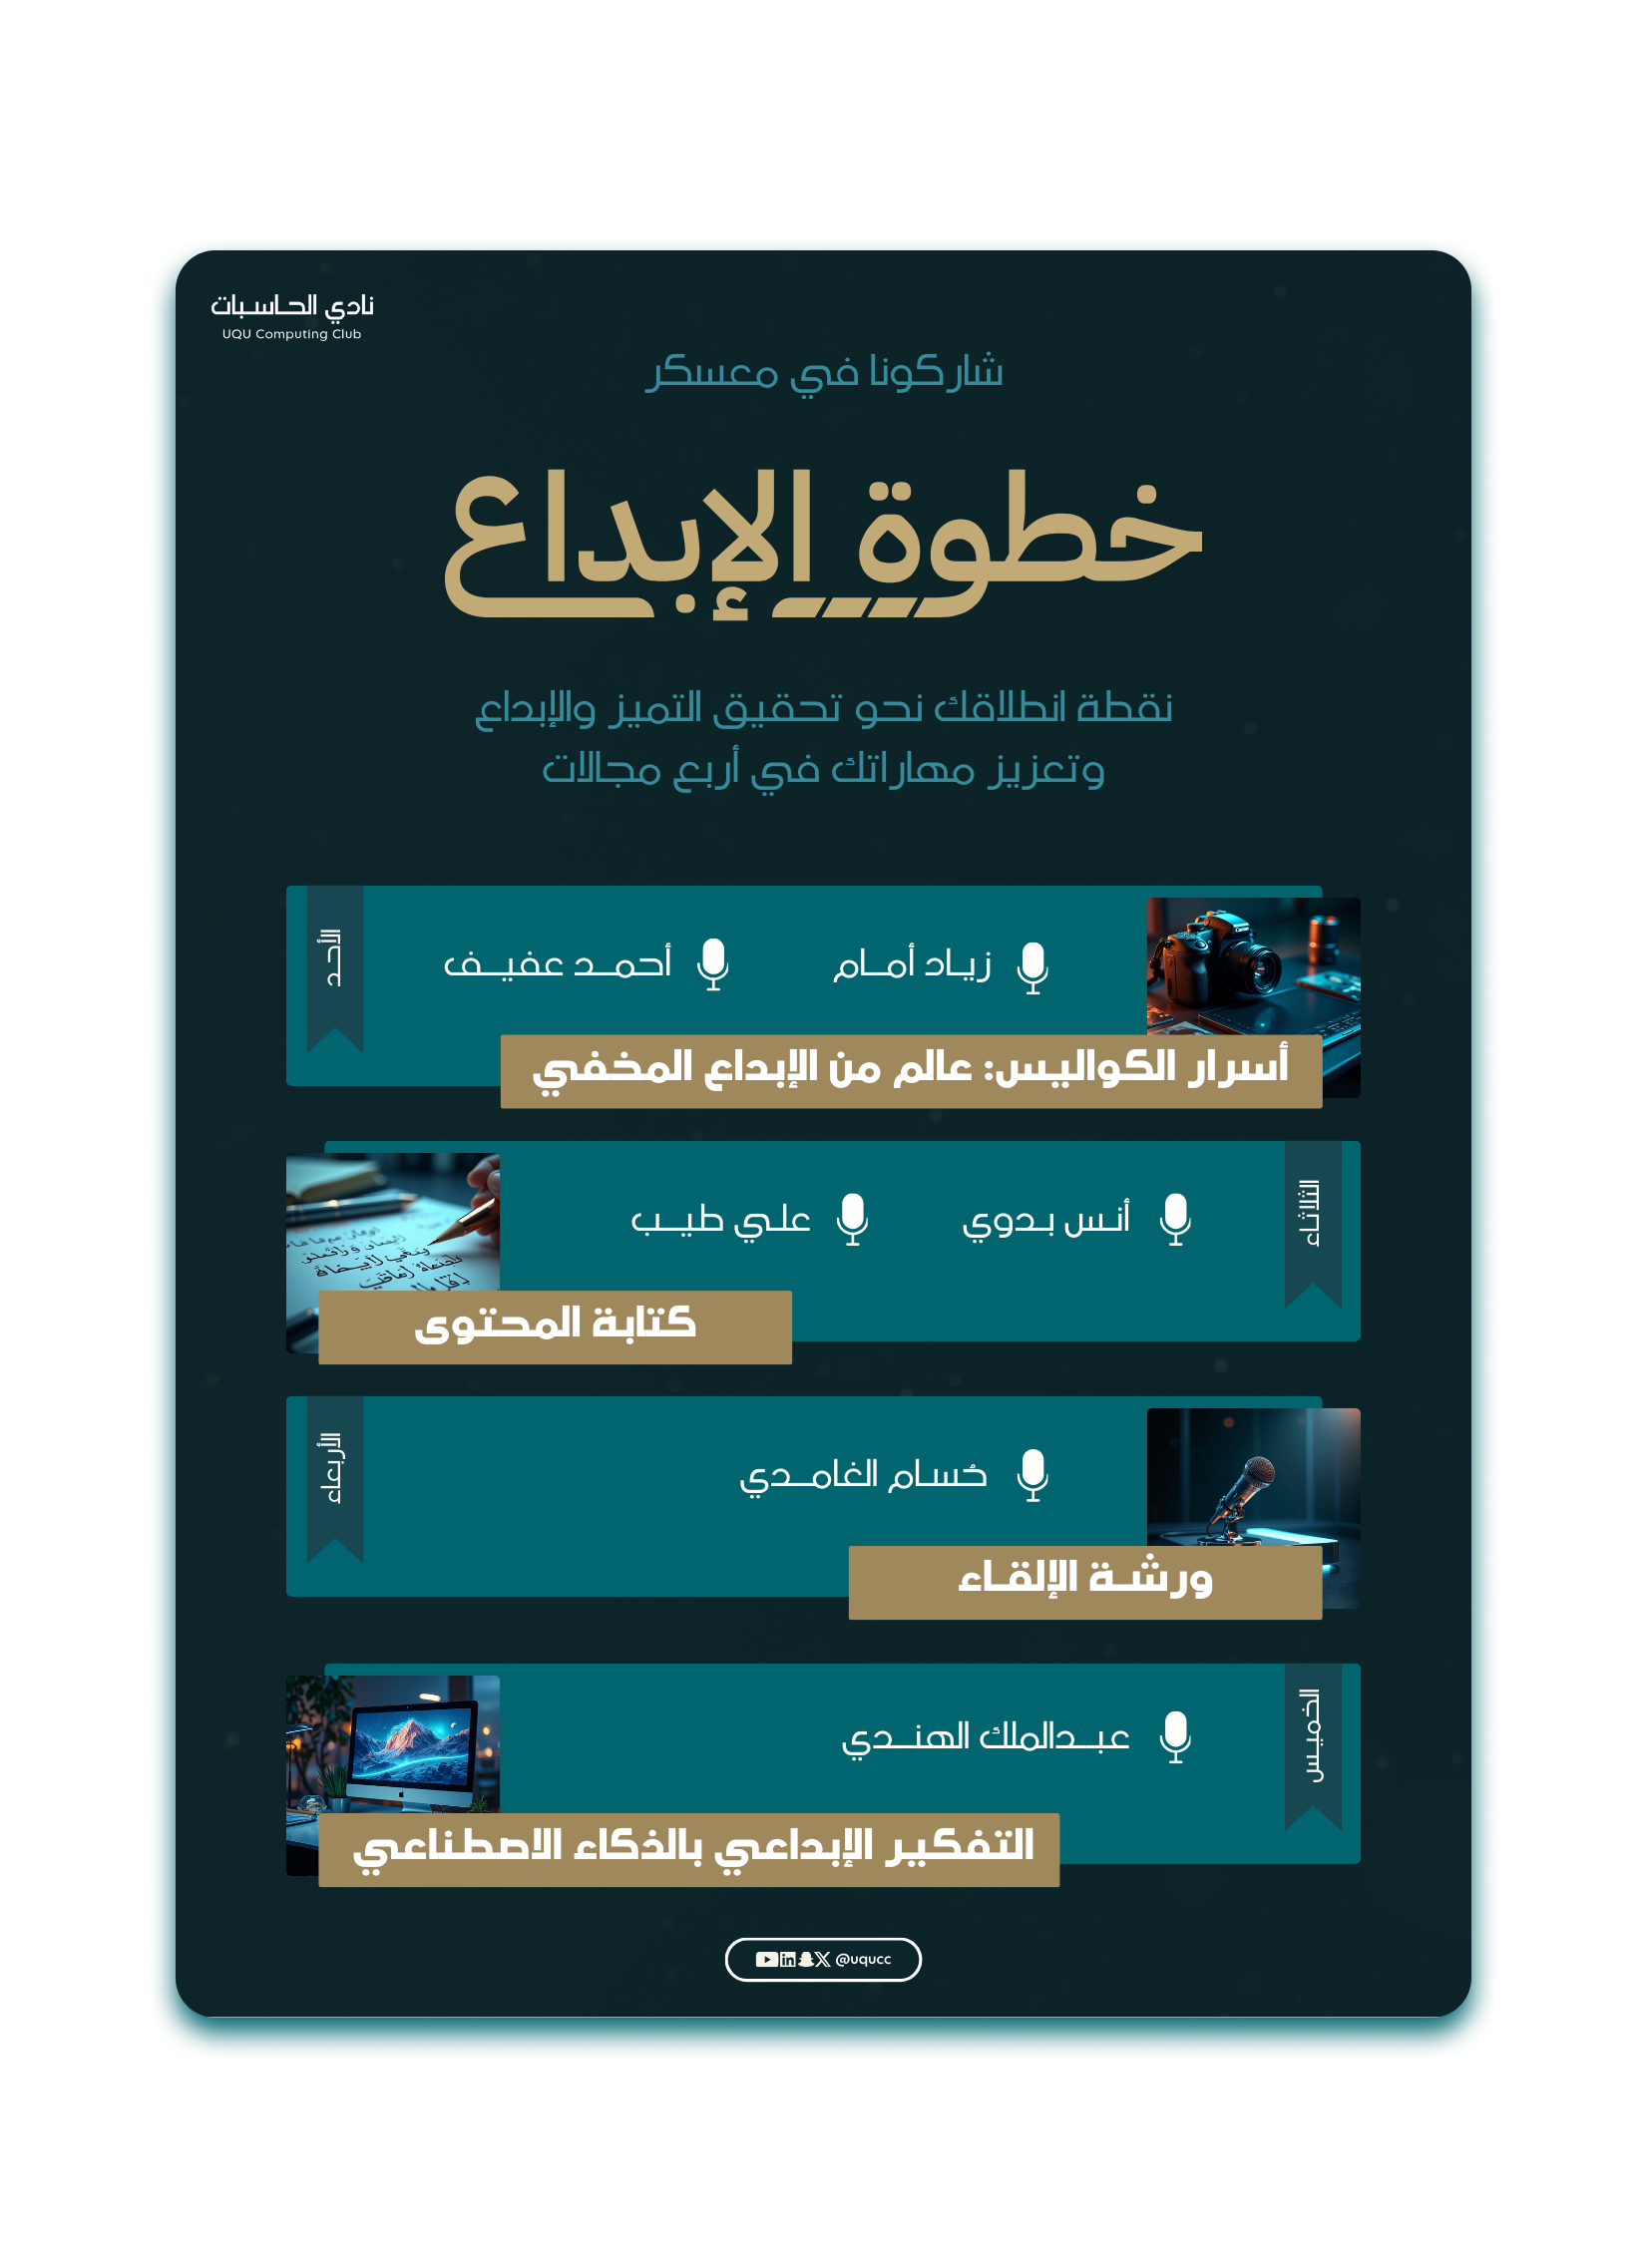 نادي الحاسبات
UQU Computing Club
شاركونا في معسكر
خطوة الإبداع
نقطة انطلاقك نحو تحقيق التميز والإبداع
وتعزيز مهاراتك في أربع مجالات
زياد أمام
أحمد عفيف
الأحد
أسرار الكواليس: عالم من الإبداع المخفي
الثلاثاء
أنس بدوي
علي طيب
كتابة المحتوى
حُسام الغامدي
الأربعاء
ورشة الإلقاء
الخميس
عبدالملك الهندي
التفكير الإبداعي بالذكاء الاصطناعي
@uqucc